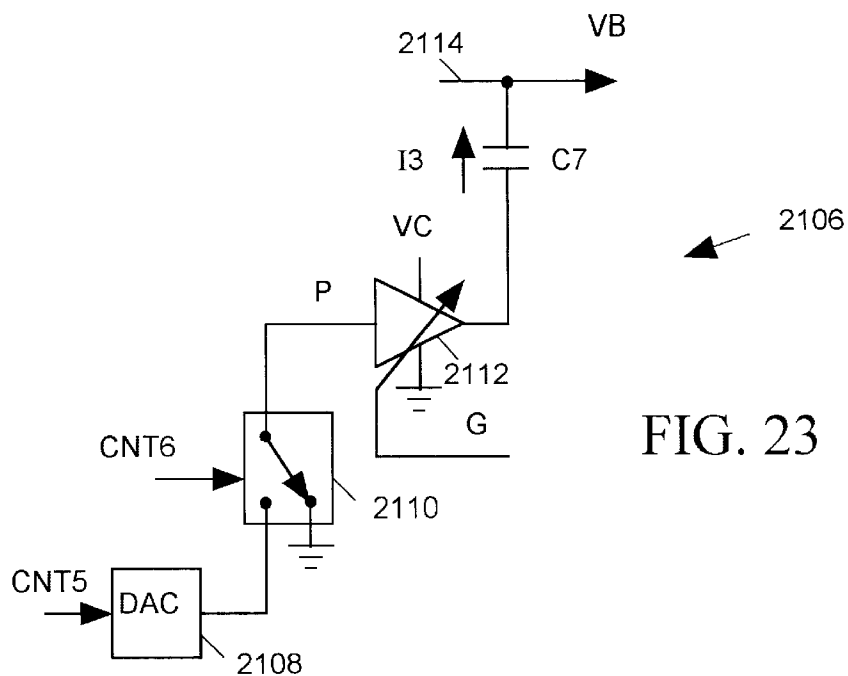 VB
2114
I3
C7
2106
VC
P
2112
G
FIG. 23
CNT6
2110
CNT5
DAC
2108